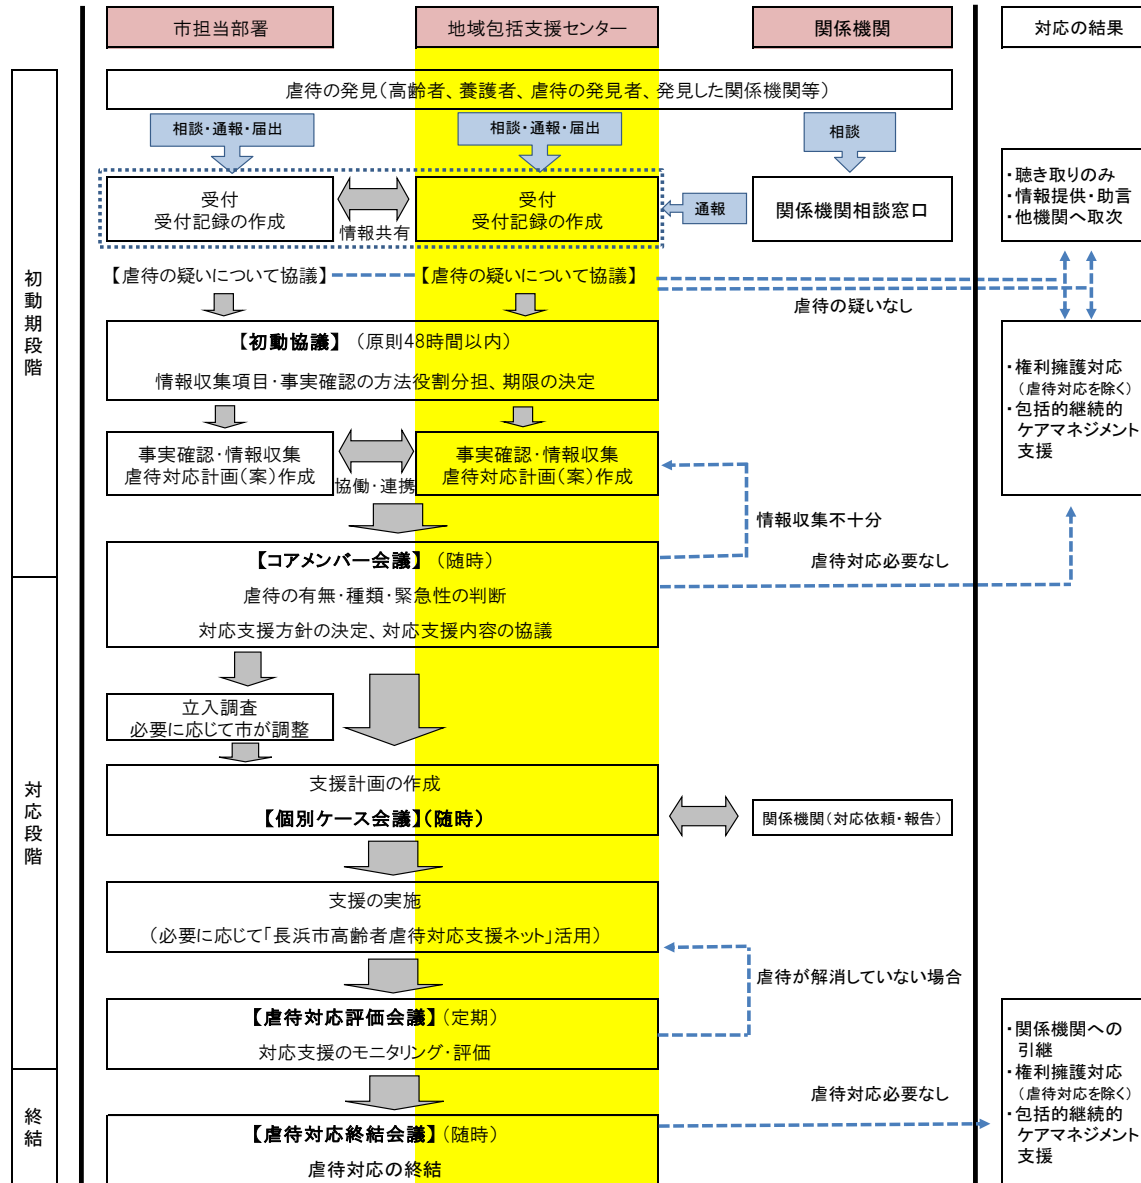 市担当部署
地域包括支援センター
関係機関
対応の結果
虐待の発見(高齢者、養護者、虐待の発見者、発見した関係機関等)
相談・通報・届出
相談・通報・届出
相談
受付
受付記録の作成
情報共有
受付
受付記録の作成
通報
関係機関相談窓口
・聴き取りのみ
・情報提供・助言
・他機関へ取次
初動期段階
【虐待の疑いについて協議】
【虐待の疑いについて協議】
虐待の疑いなし
【初動協議】 (原則48時間以内)
情報収集項目・事実確認の方法役割分担、期限の決定
・権利擁護対応
(虐待対応を除く)
・包括的継続的
ケアマネジメント
支援
事実確認・情報収集
虐待対応計画(案)作成
協働・連携
事実確認・情報収集
虐待対応計画(案)作成
情報収集不十分
【コアメンバー会議】 (随時)
虐待の有無・種類・緊急性の判断
対応支援方針の決定、対応支援内容の協議
虐待対応必要なし
対応段階
立入調査
必要に応じて市が調整
支援計画の作成
【個別ケース会議】(随時)
関係機関(対応依頼・報告)
支援の実施
(必要に応じて「長浜市高齢者虐待対応支援ネット」活用)
虐待が解消していない場合
【虐待対応評価会議】(定期)
対応支援のモニタリング・評価
・関係機関への
引継
・権利擁護対応
(虐待対応を除く)
・包括的継続的
ケアマネジメント
支援
終結
虐待対応必要なし
【虐待対応終結会議】(随時)
虐待対応の終結